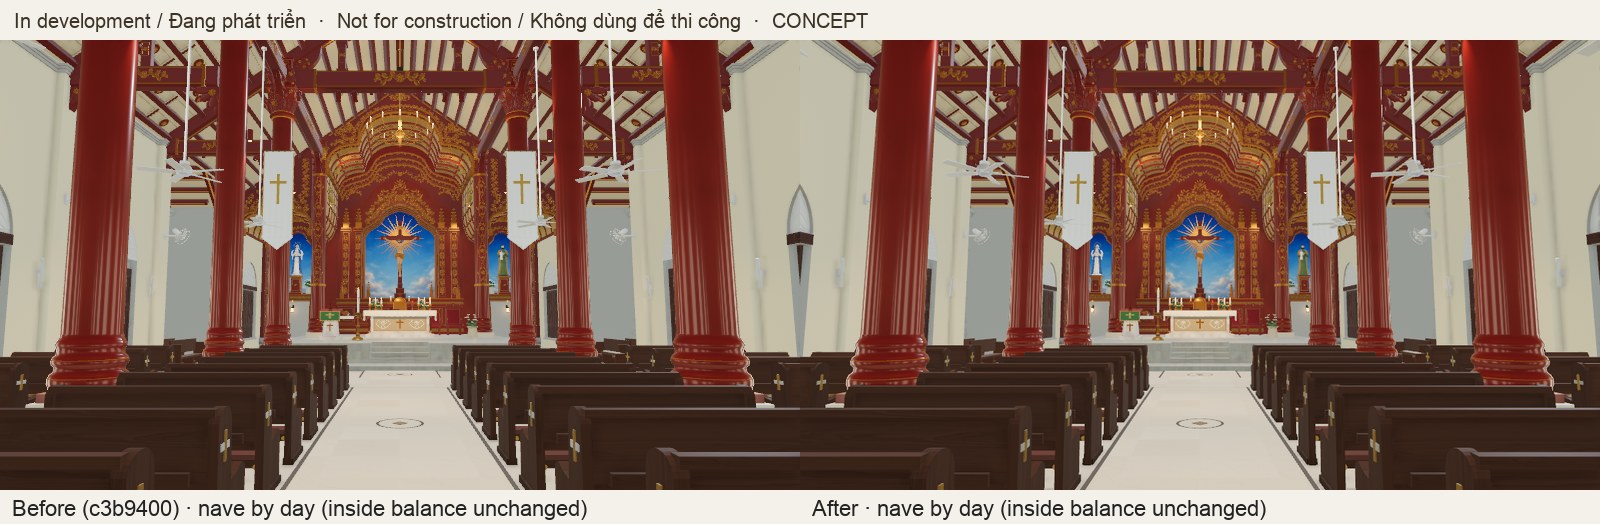 In development / Đang phát triển · Not for construction / Không dùng để thi công · CONCEPT
Before (c3b9400) · nave by day (inside balance unchanged)
After · nave by day (inside balance unchanged)